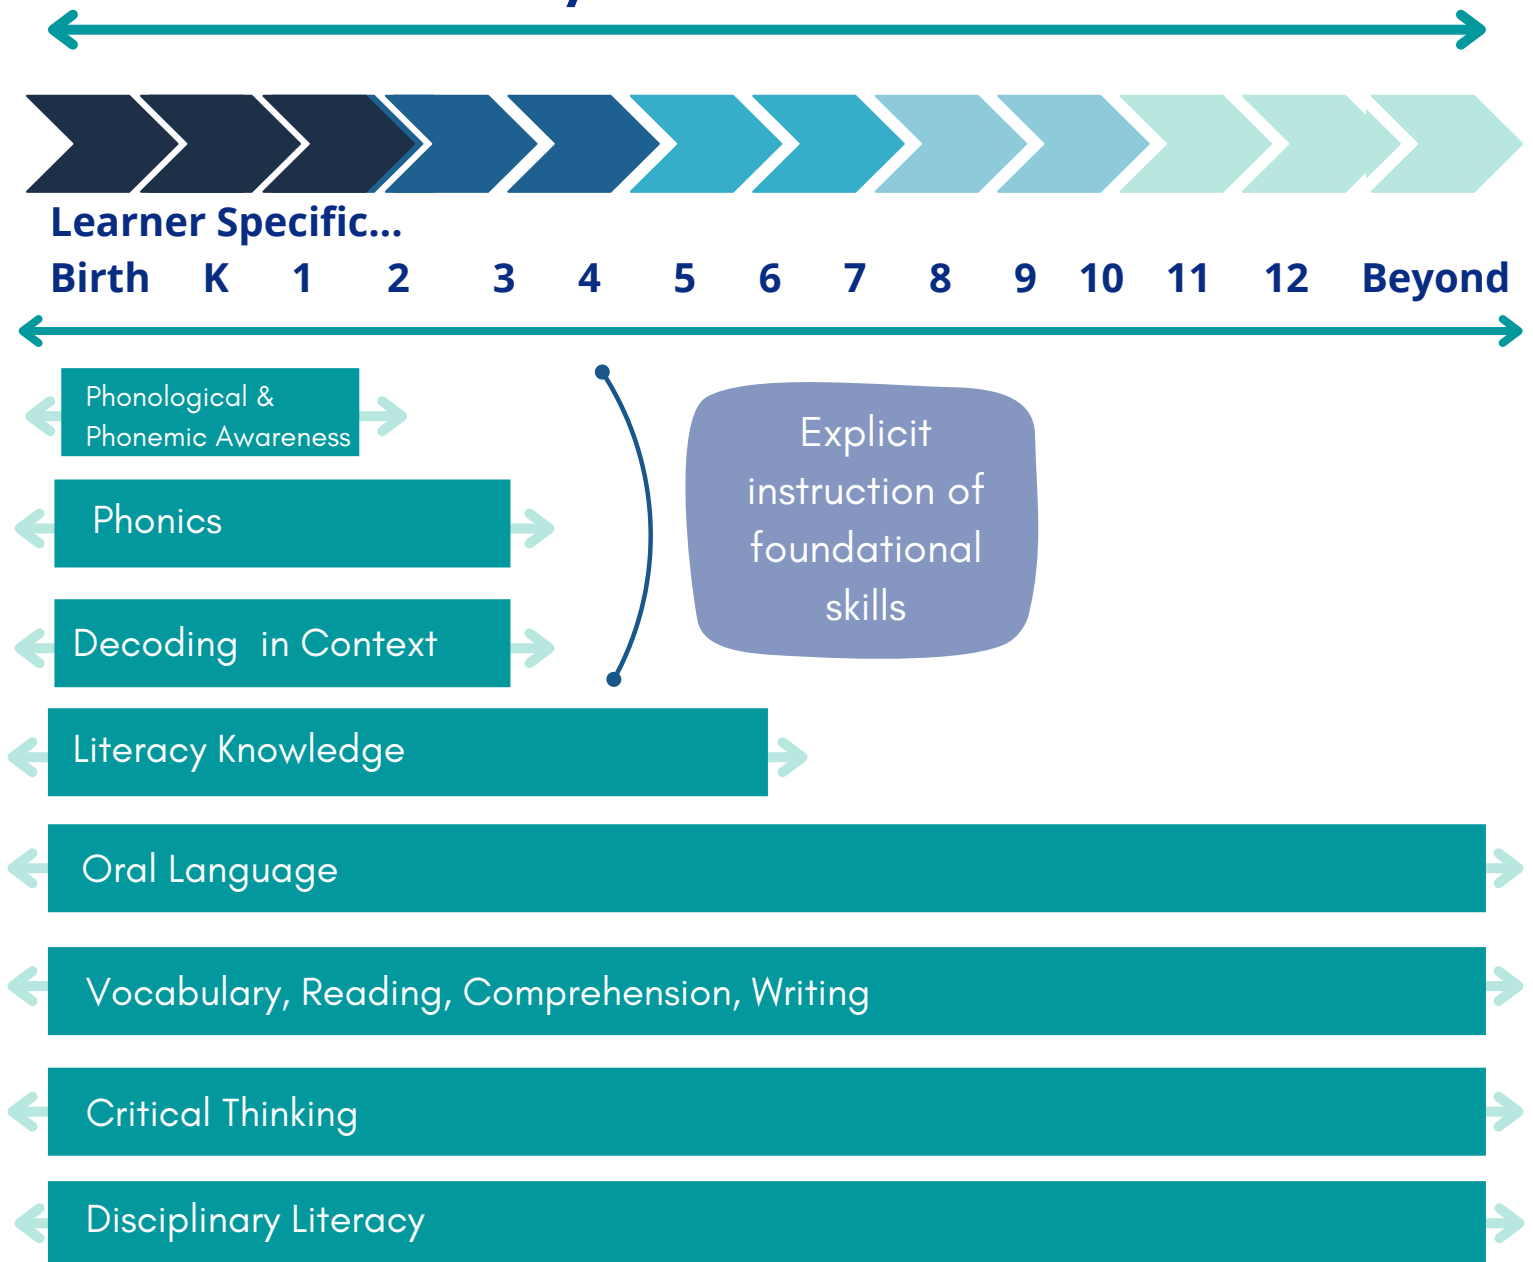 Learner Specific...
Birth K 1 2 3 4 5 6 7 8 9 10 11 12 Beyond
Phonological &
Phonemic Awareness
Phonics
Decoding in Context
Explicit
instruction of
foundational
skills
Literacy Knowledge
Oral Language
Vocabulary, Reading, Comprehension, Writing
Critical Thinking
Disciplinary Literacy